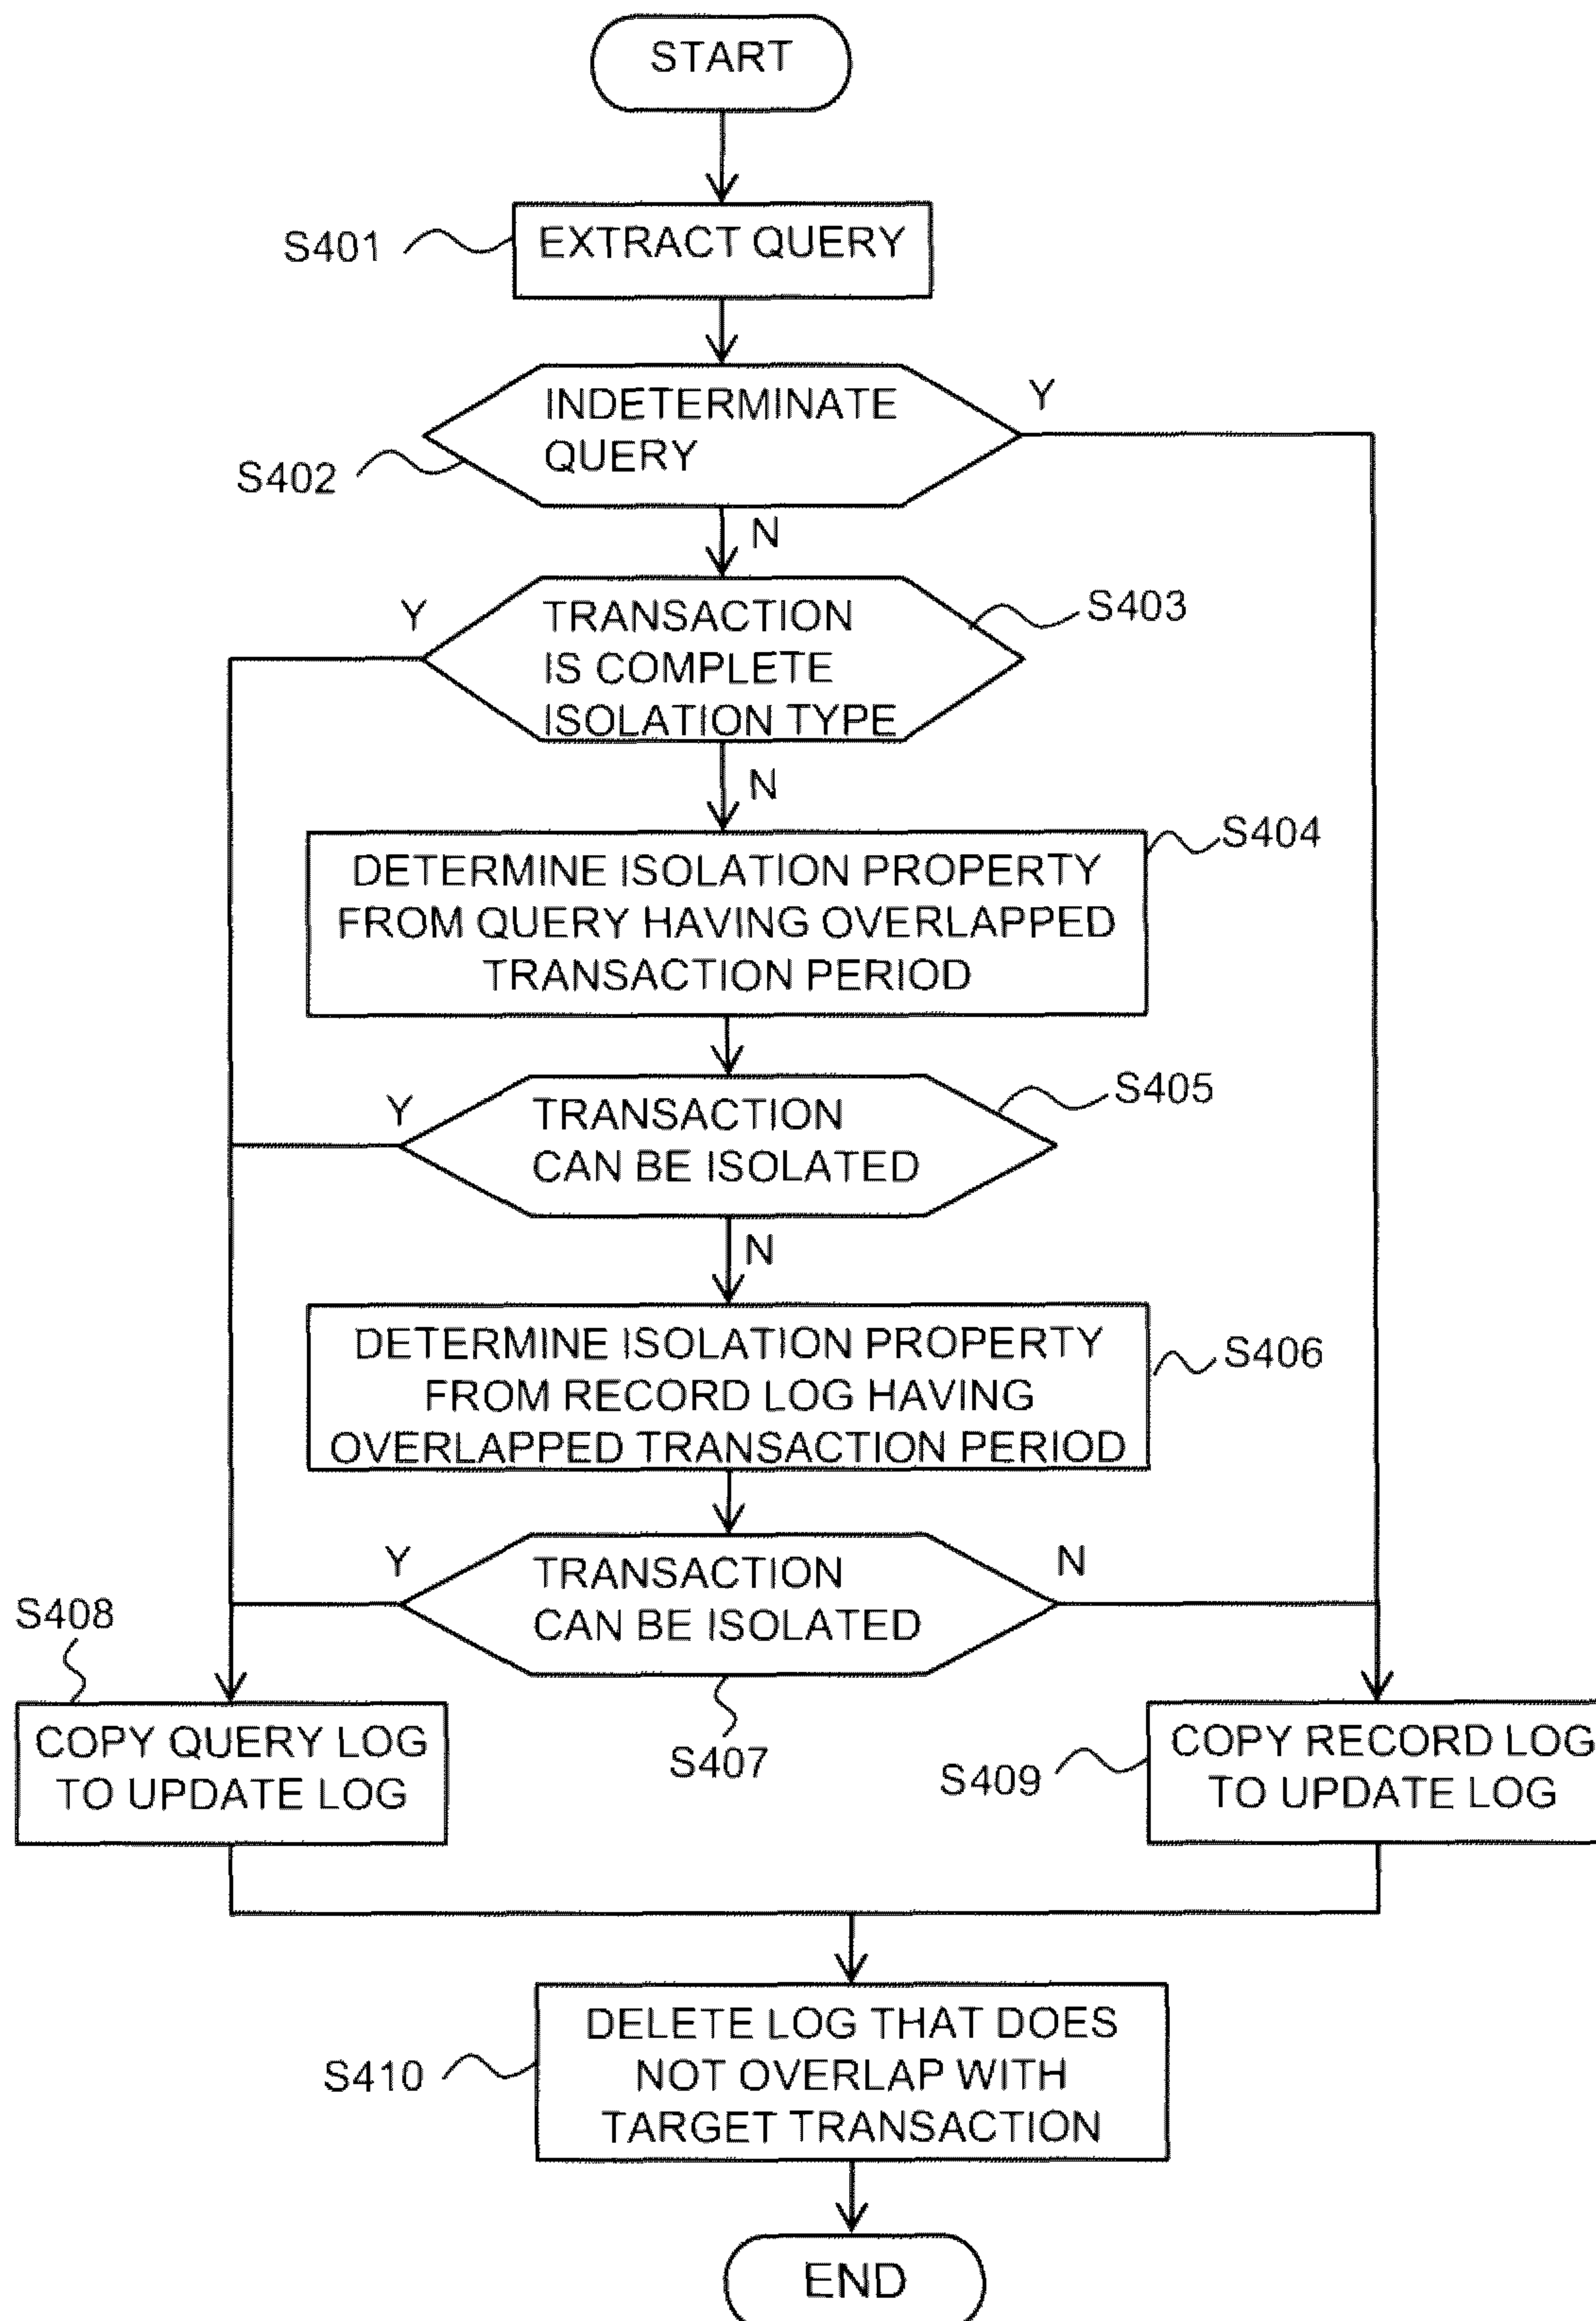 START
S401
EXTRACT QUERY
INDETERMINATE
QUERY
Y
S402
N
TRANSACTION
IS COMPLETE
ISOLATION TYPE
Y
S403
N
S404
DETERMINE ISOLATION PROPERTY
FROM QUERY HAVING OVERLAPPED
TRANSACTION PERIOD
Y
TRANSACTION
CAN BE ISOLATED
S405
N
DETERMINE ISOLATION PROPERTY
FROM RECORD LOG HAVING
OVERLAPPED TRANSACTION PERIOD
S406
Y
TRANSACTION
CAN BE ISOLATED
N
S408
S407
COPY QUERY LOG
TO UPDATE LOG
S409
COPY RECORD LOG
TO UPDATE LOG
S410
DELETE LOG THAT DOES
NOT OVERLAP WITH
TARGET TRANSACTION
END